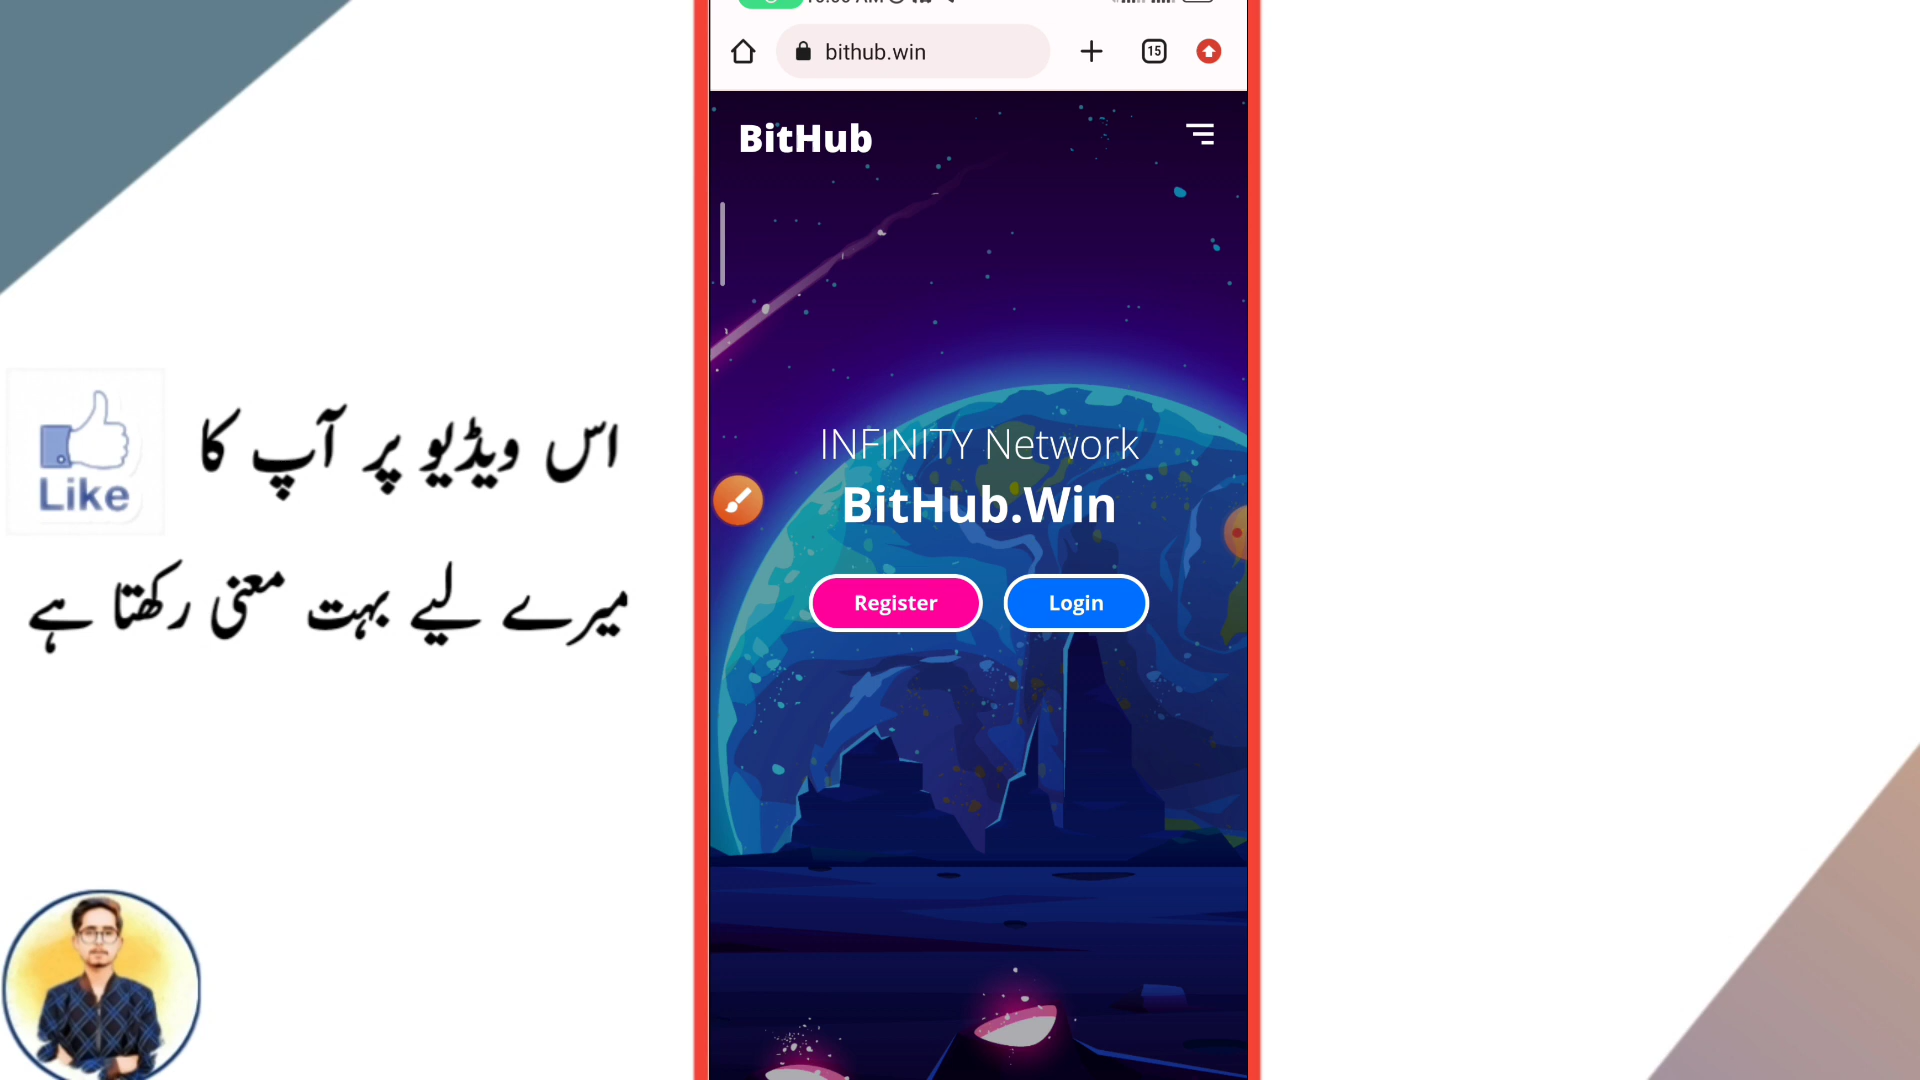 bithub.win
15
BitHub
INFINITY Network
BitHub.Win
Register
Login
Like
اس ویڈیو پر آپ کا
میرے لیے بہت معنی رکھتا ہے